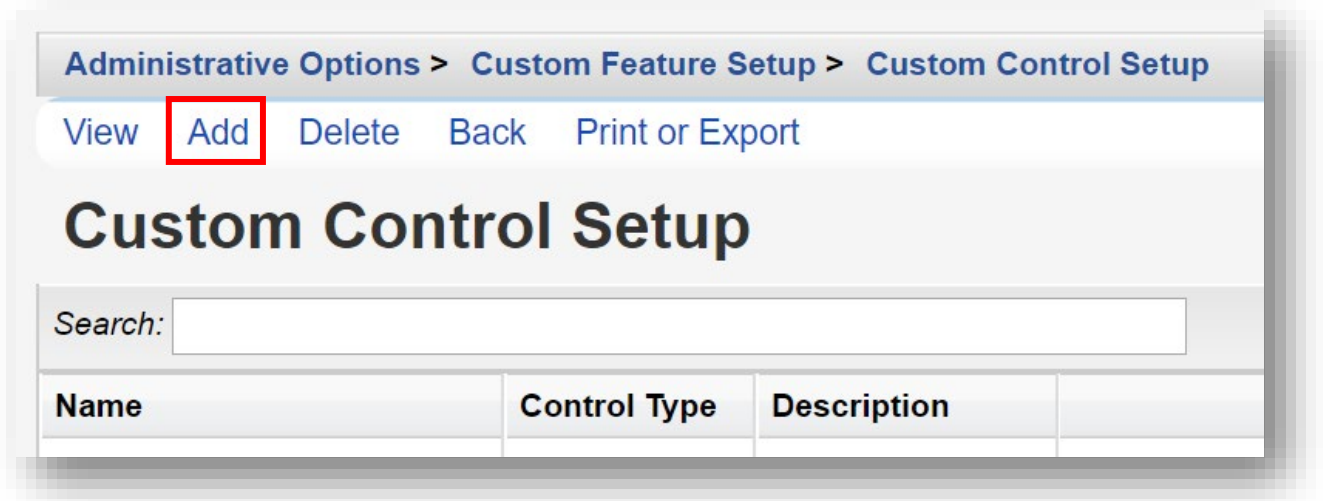 Administrative Options > Custom Feature Setup > Custom Control Setup
View Add Delete Back Print or Export
Custom Control Setup
Search:
Name Control Type Description